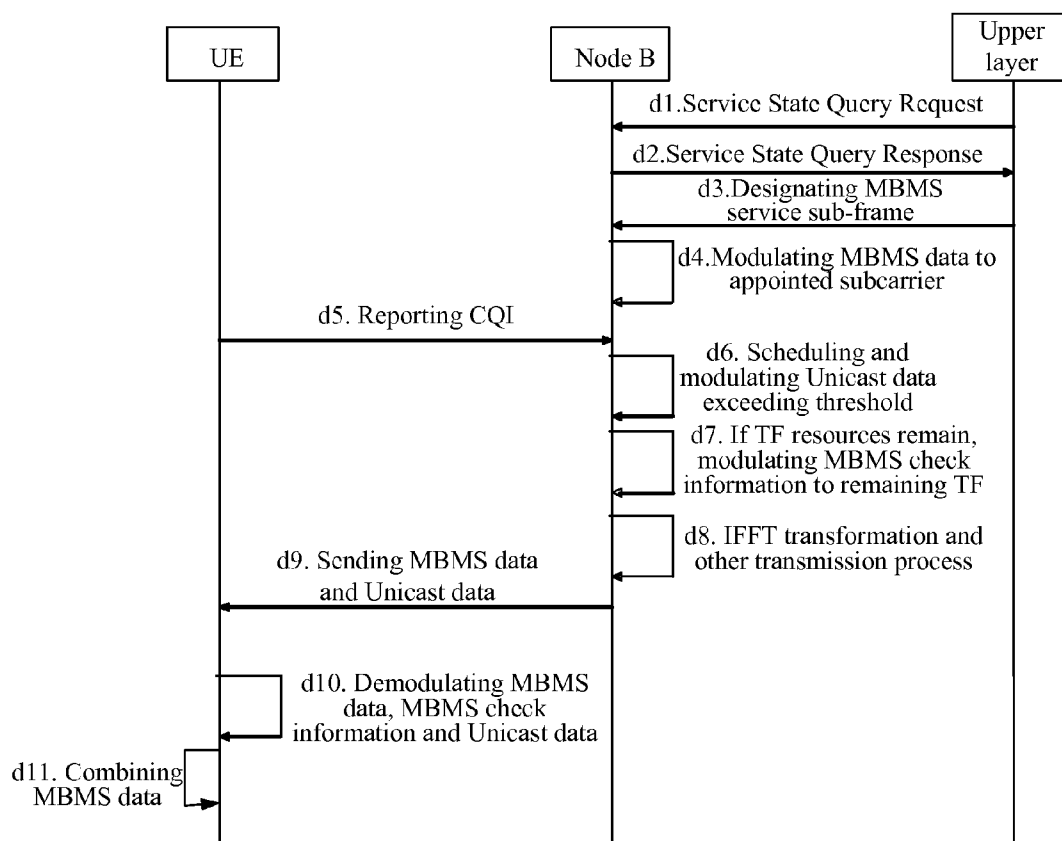 UE
Node B
Upper
layer
d1.Service State Query Request
d2.Service State Query Response
d3.Designating MBMS
service sub-frame
d4.Modulating MBMS data to
appointed subcarrier
d5. Reporting CQI
d6. Scheduling and
modulating Unicast data
exceeding threshold
d7. If TF resources remain,
modulating MBMS check
information to remaining TF
d8. IFFT transformation and
other transmission process
d9. Sending MBMS data
and Unicast data
d10. Demodulating MBMS
data, MBMS check
information and Unicast data
d11. Combining
MBMS data